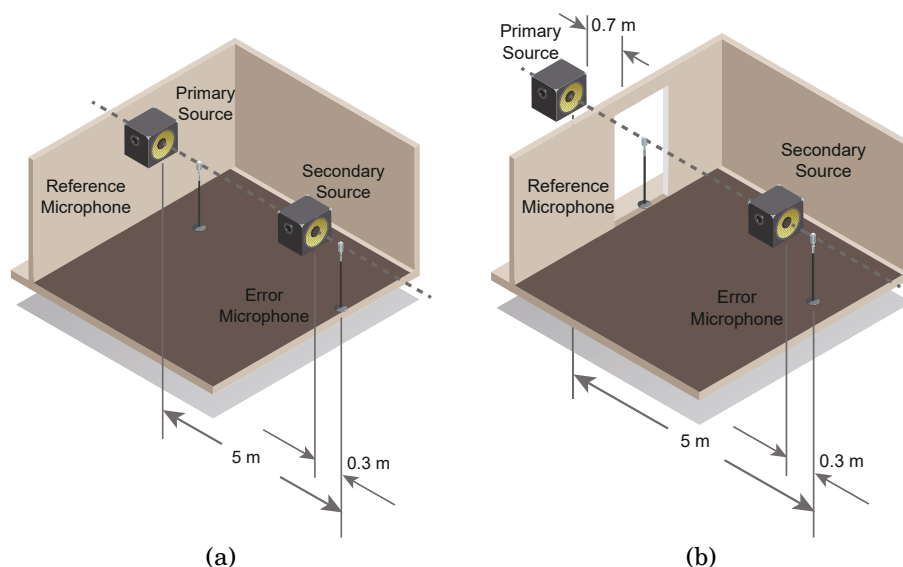 Primary
Source
Reference
Microphone
Secondary
Source
Error
Microphone
5 m
0.3 m
(a)
Primary
Source
0.7 m
Reference
Microphone
Secondary
Source
Error
Microphone
5 m
0.3 m
(b)